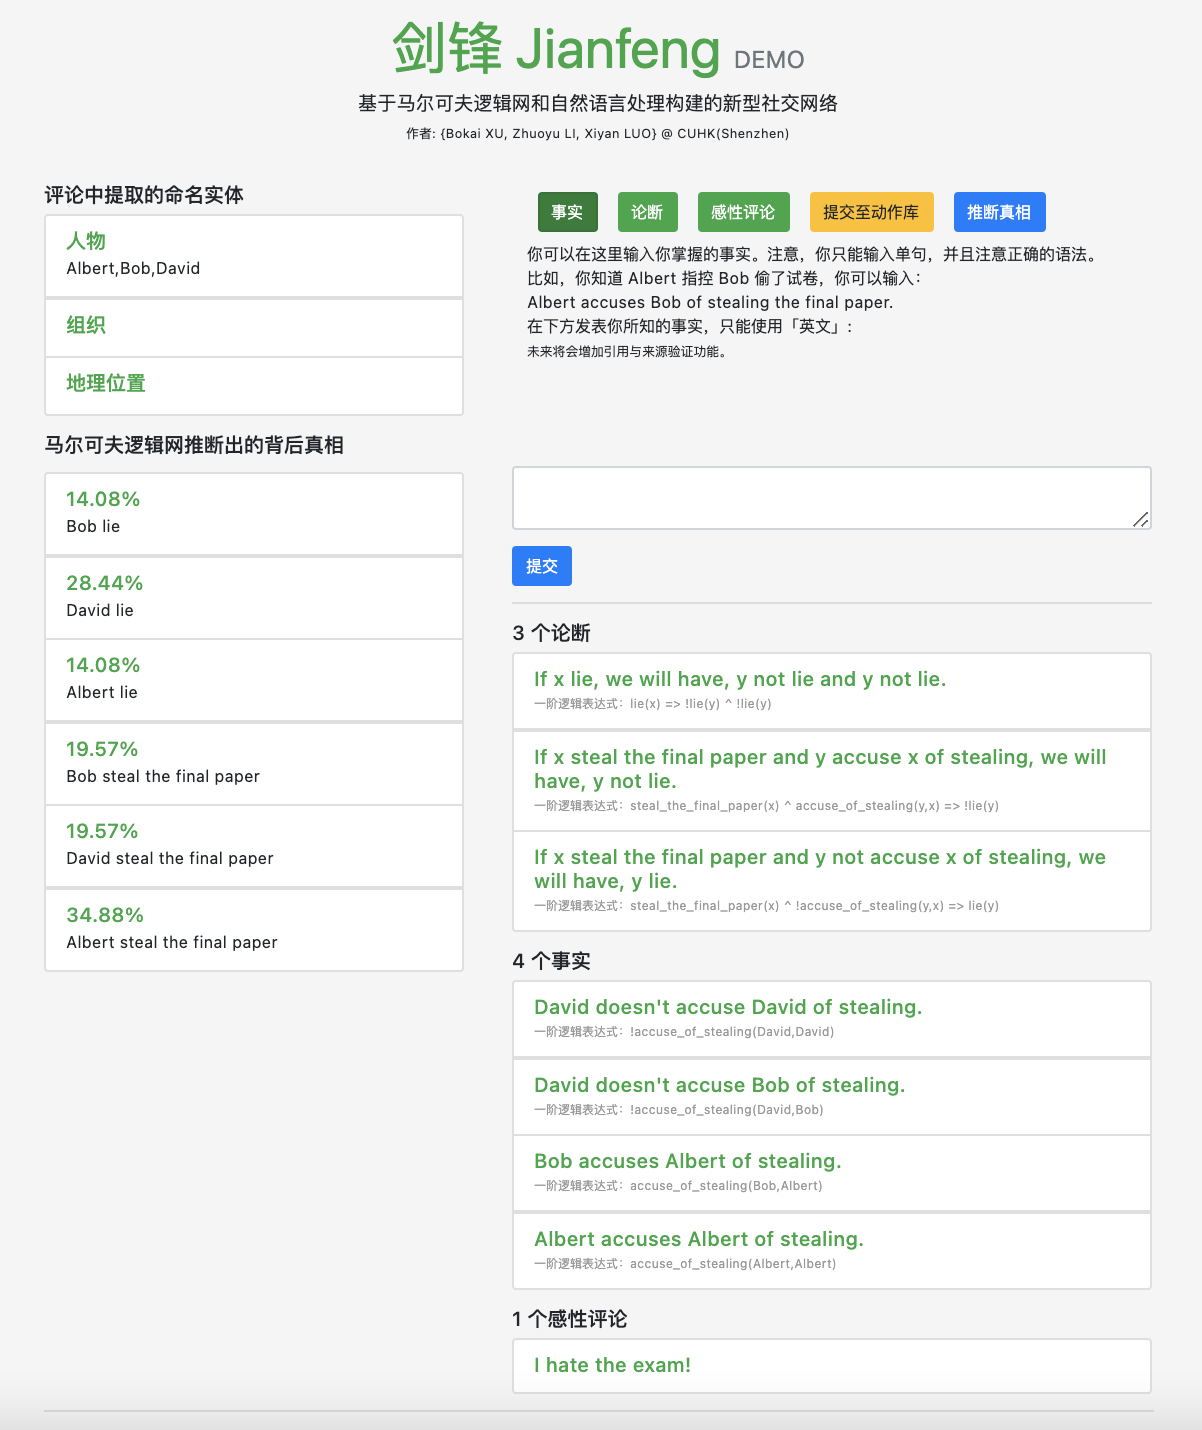 剑锋 Jianfeng DEMO
基于马尔可夫逻辑网和自然语言处理构建的新型社交网络
作者: {Bokai XU, Zhuoyu LI, Xiyan LUO} @ CUHK(Shenzhen)
评论中提取的命名实体
人物
Albert,Bob,David
组织
地理位置
马尔可夫逻辑网推断出的背后真相
14.08%
Bob lie
28.44%
David lie
14.08%
Albert lie
19.57%
Bob steal the final paper
19.57%
David steal the final paper
34.88%
Albert steal the final paper
事实 论断 感性评论 提交至动作库 推断真相
你可以在这里输入你掌握的事实。注意，你只能输入单句，并且注意正确的语法。
比如，你知道 Albert 指控 Bob 偷了试卷，你可以输入：
Albert accuses Bob of stealing the final paper.
在下方发表你所知的事实，只能使用「英文」:
未来将会增加引用与来源验证功能。
提交
3 个论断
If x lie, we will have, y not lie and y not lie.
一阶逻辑表达式：lie(x) => !lie(y) ^ !lie(y)
If x steal the final paper and y accuse x of stealing, we will
have, y not lie.
一阶逻辑表达式：steal_the_final_paper(x) ^ accuse_of_stealing(y,x) => !lie(y)
If x steal the final paper and y not accuse x of stealing, we
will have, y lie.
一阶逻辑表达式：steal_the_final_paper(x) ^ !accuse_of_stealing(y,x) => lie(y)
4 个事实
David doesn't accuse David of stealing.
一阶逻辑表达式：!accuse_of_stealing(David,David)
David doesn't accuse Bob of stealing.
一阶逻辑表达式：!accuse_of_stealing(David,Bob)
Bob accuses Albert of stealing.
一阶逻辑表达式：accuse_of_stealing(Bob,Albert)
Albert accuses Albert of stealing.
一阶逻辑表达式：accuse_of_stealing(Albert,Albert)
1 个感性评论
I hate the exam!